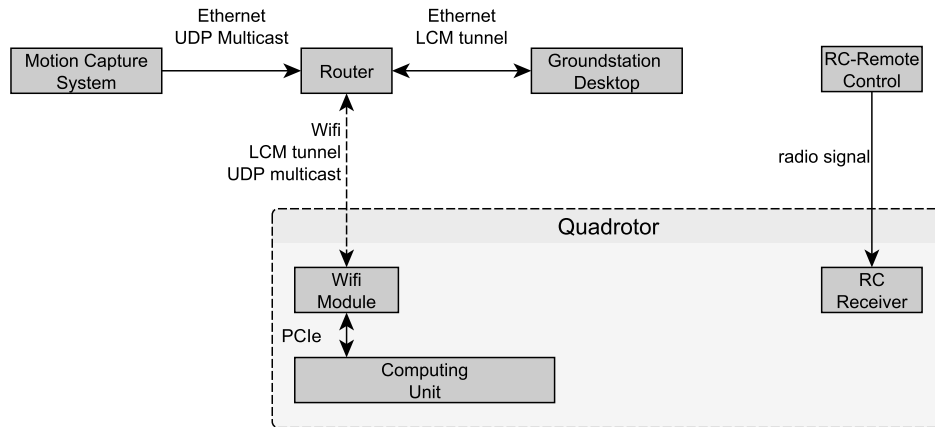 Ethernet
UDP Multicast
Ethernet
LCM tunnel
Motion Capture
System
Router
Groundstation
Desktop
RC-Remote
Control
Wifi
LCM tunnel
UDP multicast
radio signal
Quadrotor
Wifi
Module
RC
Receiver
PCIe
Computing
Unit